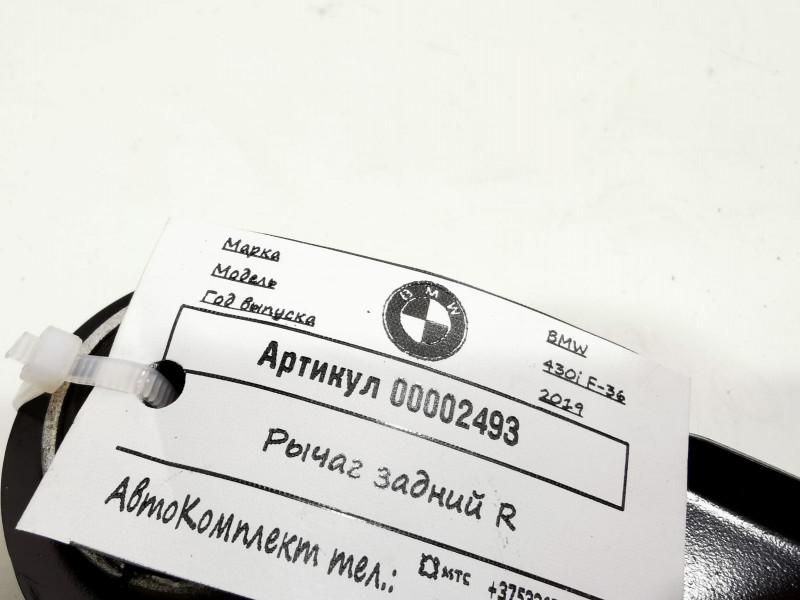 Марка
Модель
Год выпуска
BMW
BMW
430i F-36
2019
Артикул 00002493
Рычаг задний R
АвтоКомплект тел.:
МТС